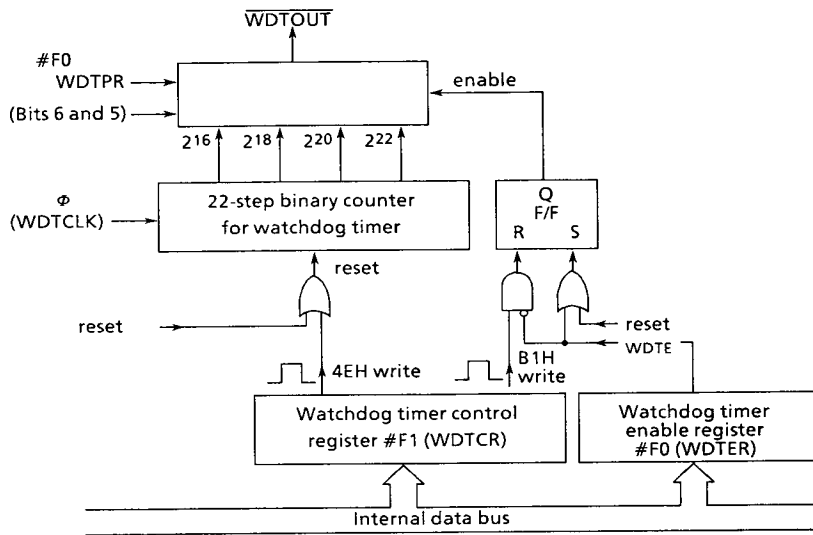 WDTOUT
#F0
WDTPR
(Bits 6 and 5)
enable
2¹⁶ 2¹⁸ 2²⁰ 2²²
Φ
(WDTCLK)
22-step binary counter
for watchdog timer
Q
F/F
R S
reset
reset
reset
WDTE
4EH write
B1H
write
Watchdog timer control
register #F1 (WDTCR)
Watchdog timer
enable register
#F0 (WDTER)
Internal data bus